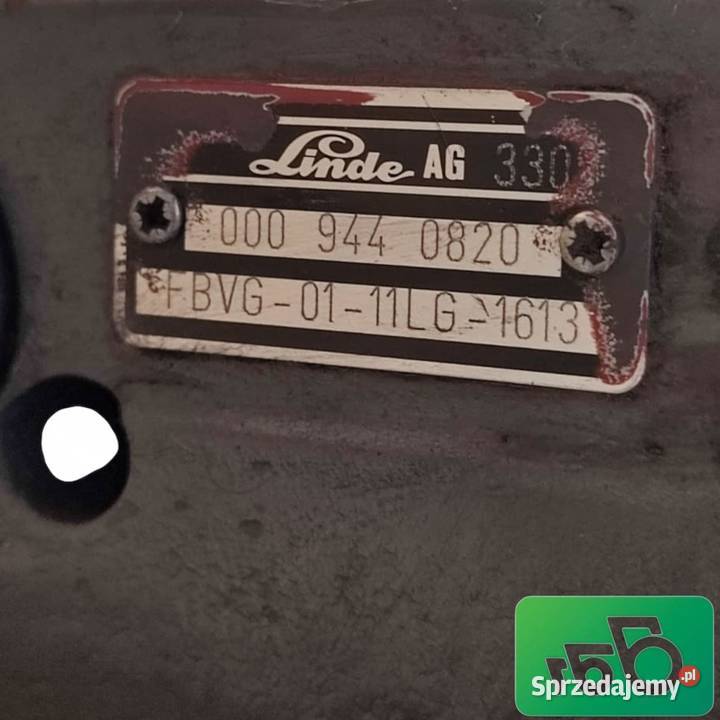 Linde AG 330
000 944 0820
FBVG-01-11LG-1613
Sprzedajemy.pl